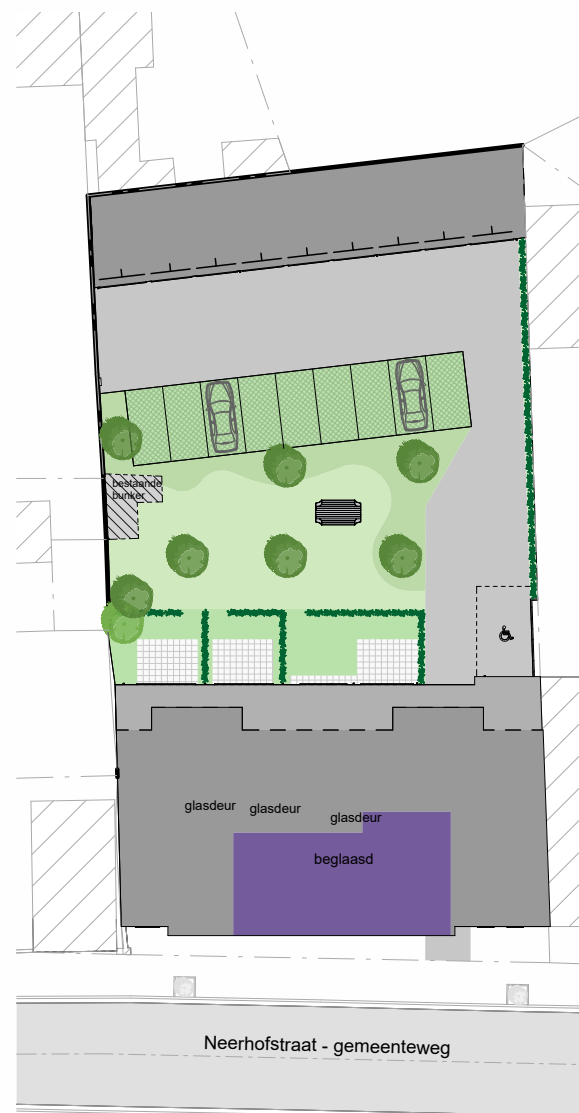 bestaande
bunker
glasdeur
glasdeur
glasdeur
beglaasd
Neerhofstraat - gemeenteweg